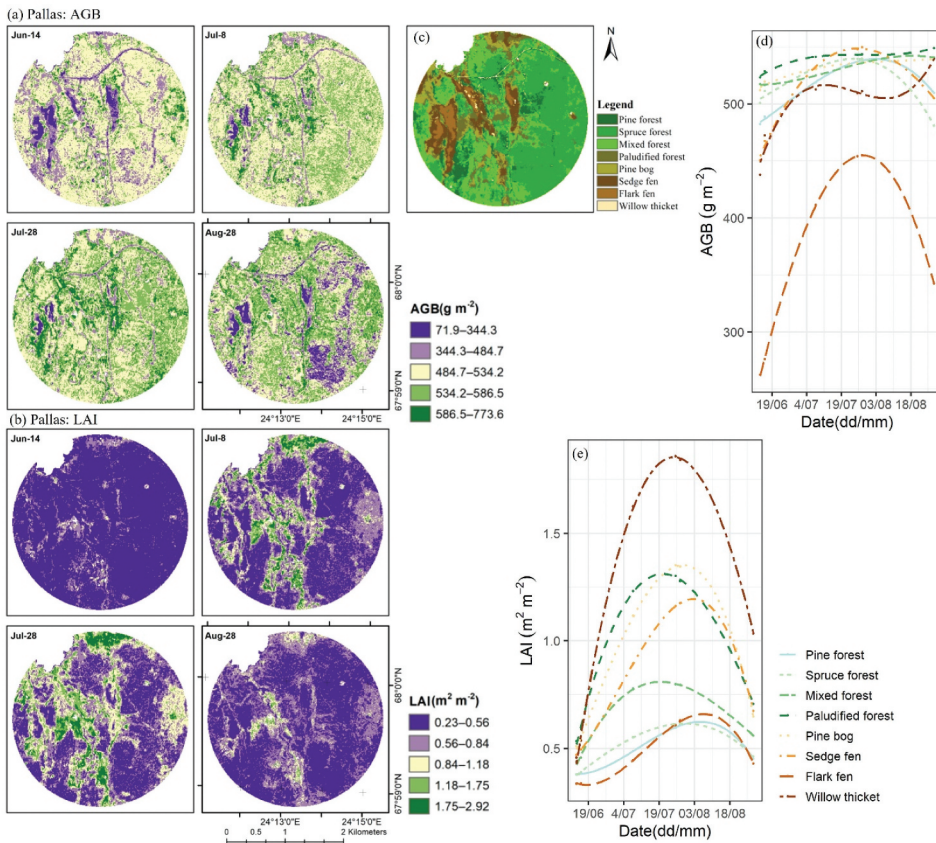 (a) Pallas: AGB
Jun-14
Jul-8
Jul-28
Aug-28
68°0'0"N
67°59'0"N
24°13'0"E
24°15'0"E
AGB(g m⁻²)
71.9–344.3
344.3–484.7
484.7–534.2
534.2–586.5
586.5–773.6
(c)
N
Legend
Pine forest
Spruce forest
Mixed forest
Paludified forest
Pine bog
Sedge fen
Flark fen
Willow thicket
(d)
AGB (g m⁻²)
500
400
300
19/06 4/07 19/07 03/08 18/08
Date(dd/mm)
(b) Pallas: LAI
Jun-14
Jul-8
Jul-28
Aug-28
68°0'0"N
67°59'0"N
24°13'0"E
24°15'0"E
0 0.5 1 2 Kilometers
LAI(m² m⁻²)
0.23–0.56
0.56–0.84
0.84–1.18
1.18–1.75
1.75–2.92
(e)
LAI (m² m⁻²)
1.5
1.0
0.5
19/06 4/07 19/07 03/08 18/08
Date(dd/mm)
Pine forest
Spruce forest
Mixed forest
Paludified forest
Pine bog
Sedge fen
Flark fen
Willow thicket